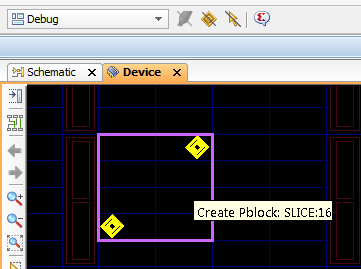 Debug
Schematic
Device
Create Pblock: SLICE:16